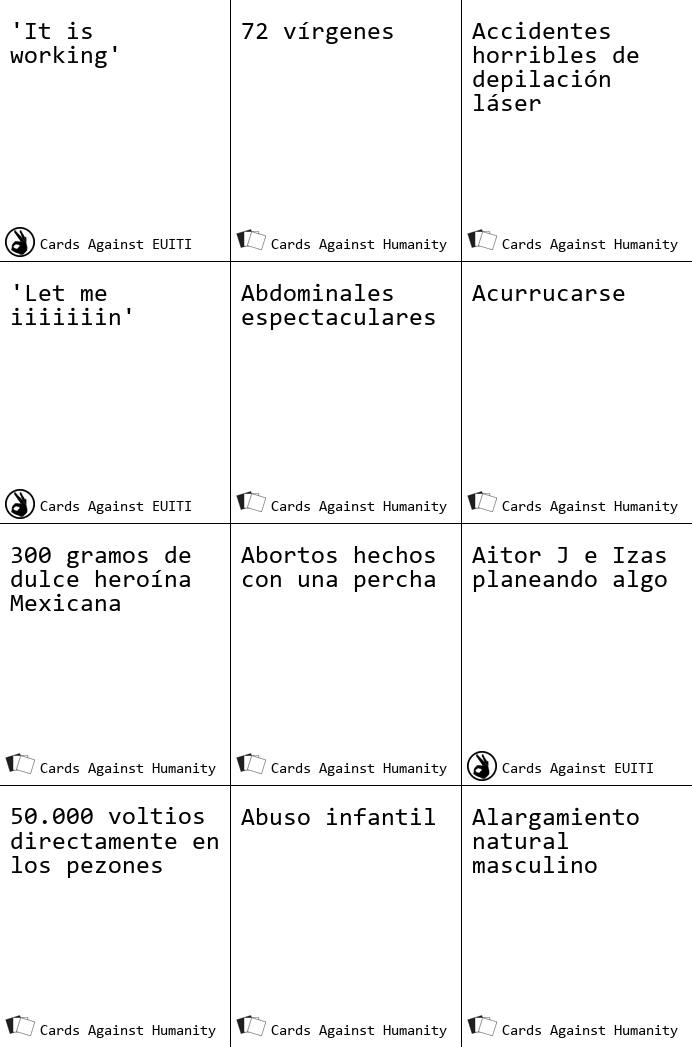 'It is
working'
Cards Against EUITI
72 vírgenes
Cards Against Humanity
Accidentes
horribles de
depilación
láser
Cards Against Humanity
'Let me
iiiiiiin'
Cards Against EUITI
Abdominales
espectaculares
Cards Against Humanity
Acurrucarse
Cards Against Humanity
300 gramos de
dulce heroína
Mexicana
Cards Against Humanity
Abortos hechos
con una percha
Cards Against Humanity
Aitor J e Izas
planeando algo
Cards Against EUITI
50.000 voltios
directamente en
los pezones
Cards Against Humanity
Abuso infantil
Cards Against Humanity
Alargamiento
natural
masculino
Cards Against Humanity